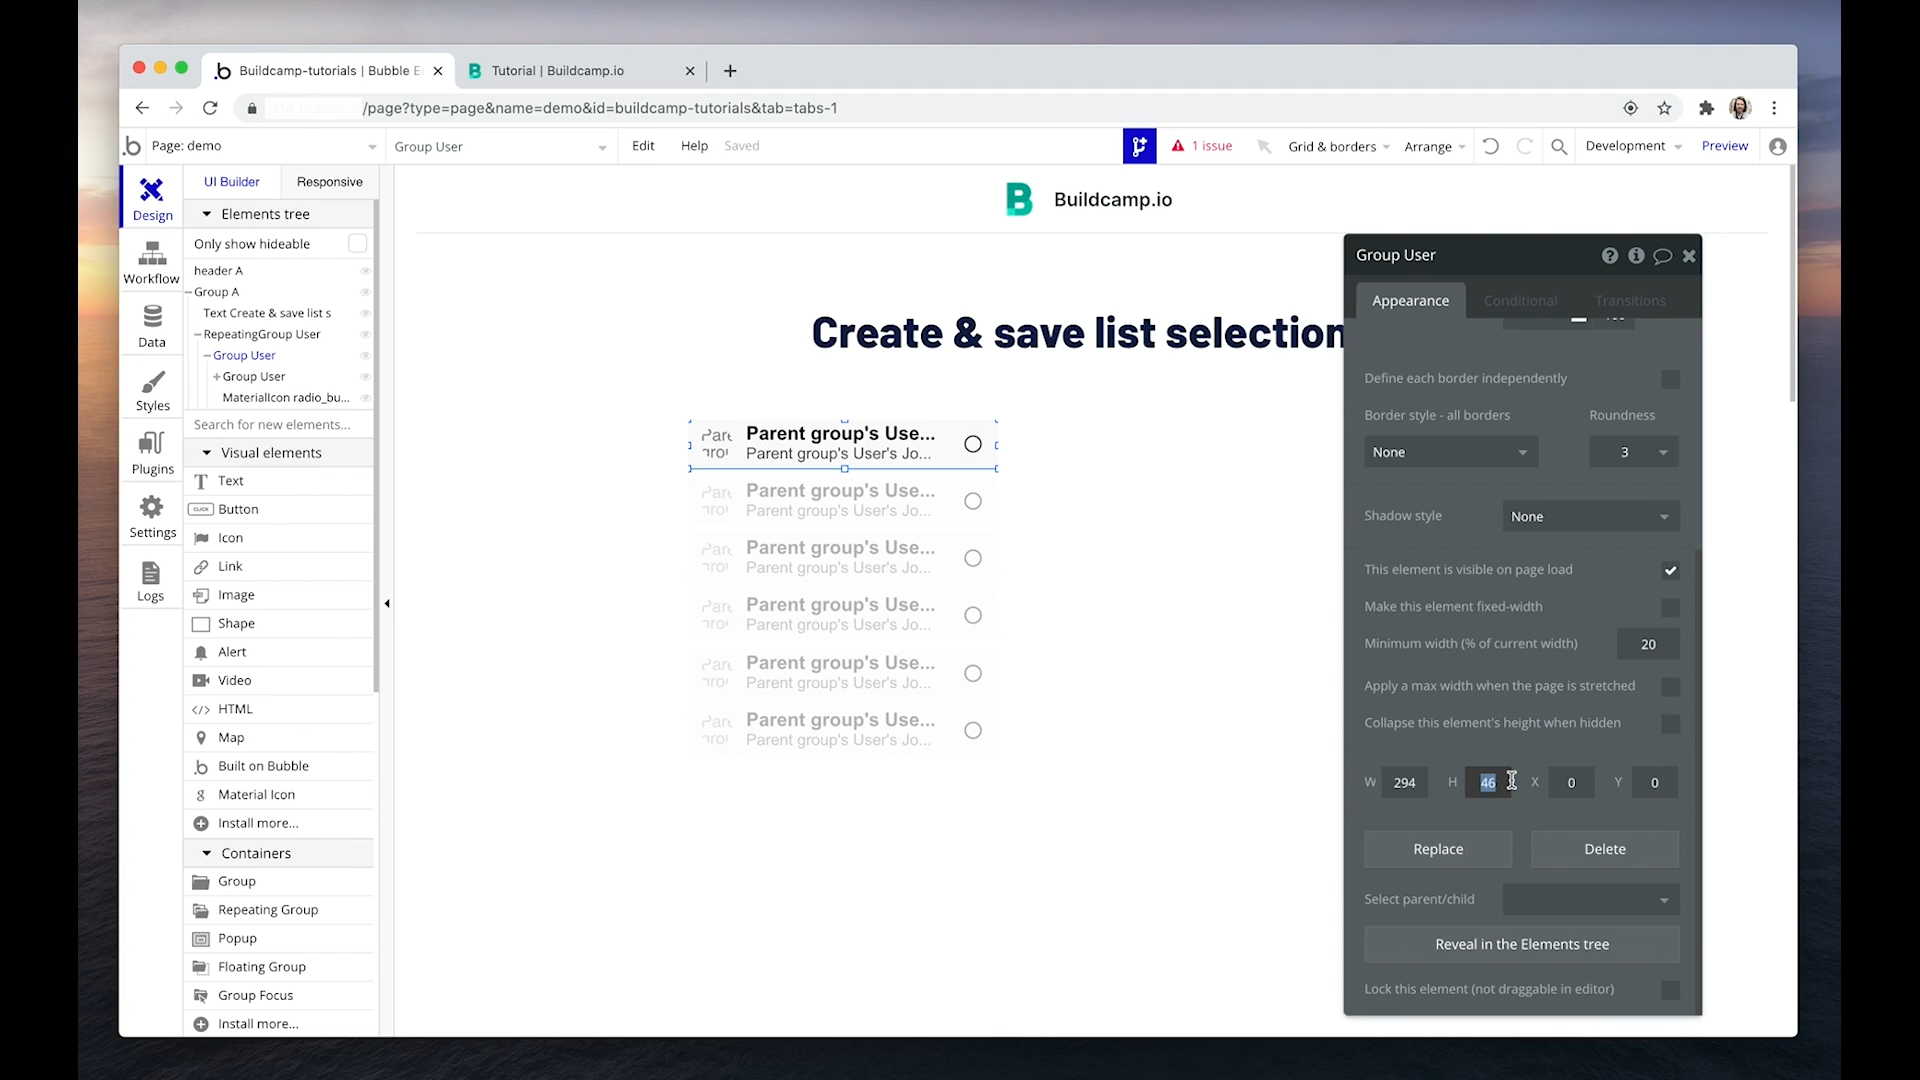 Buildcamp-tutorials | Bubble E
Tutorial | Buildcamp.io
/page?type=page&name=demo&id=buildcamp-tutorials&tab=tabs-1
Page: demo
Group User
Edit
Help
Saved
1 issue
Grid & borders
Arrange
Development
Preview
Design
Workflow
Data
Styles
Plugins
Settings
Logs
UI Builder
Responsive
Elements tree
Only show hideable
header A
Group A
Text Create & save list s
RepeatingGroup User
Group User
Group User
MaterialIcon radio_bu...
Search for new elements...
Visual elements
Text
CLICK Button
Icon
Link
Image
Shape
Alert
Video
HTML
Map
Built on Bubble
Material Icon
Install more...
Containers
Group
Repeating Group
Popup
Floating Group
Group Focus
Install more...
Buildcamp.io
Create & save list selection
Parent group's Use...
Parent group's User's Jo...
Parent group's Use...
Parent group's User's Jo...
Parent group's Use...
Parent group's User's Jo...
Parent group's Use...
Parent group's User's Jo...
Parent group's Use...
Parent group's User's Jo...
Parent group's Use...
Parent group's User's Jo...
Group User
Appearance
Conditional
Transitions
Define each border independently
Border style - all borders
Roundness
None
3
Shadow style
None
This element is visible on page load
Make this element fixed-width
Minimum width (% of current width)
20
Apply a max width when the page is stretched
Collapse this element's height when hidden
W 294 H 46 X 0 Y 0
Replace
Delete
Select parent/child
Reveal in the Elements tree
Lock this element (not draggable in editor)